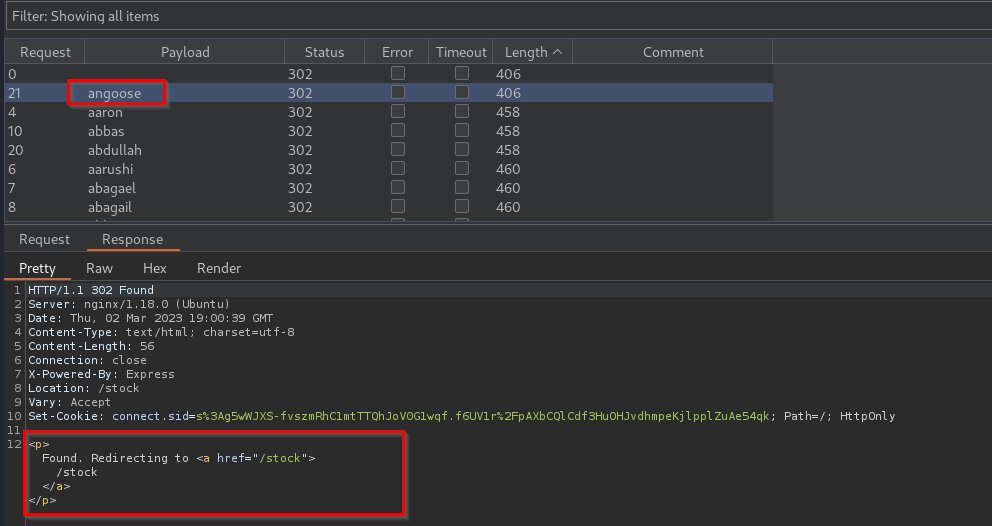 Filter: Showing all items
Request Payload Status Error Timeout Length Comment
0 302 406
21 angoose 302 406
4 aaron 302 458
10 abbas 302 458
20 abdullah 302 458
6 aarushi 302 460
7 abagael 302 460
8 abagail 302 460
Request Response
Pretty Raw Hex Render
1 HTTP/1.1 302 Found
2 Server: nginx/1.18.0 (Ubuntu)
3 Date: Thu, 02 Mar 2023 19:00:39 GMT
4 Content-Type: text/html; charset=utf-8
5 Content-Length: 56
6 Connection: close
7 X-Powered-By: Express
8 Location: /stock
9 Vary: Accept
10 Set-Cookie: connect.sid=s%3Ag5wWJXS-fvszmRhC1mtTTQhJoVOG1wqf.f6UV1r%2FpAXbCQlCdf3HuOHJvdhmpeKjlpplZuAe54qk; Path=/; HttpOnly
11
12 <p>
Found. Redirecting to <a href="/stock">
/stock
</a>
</p>